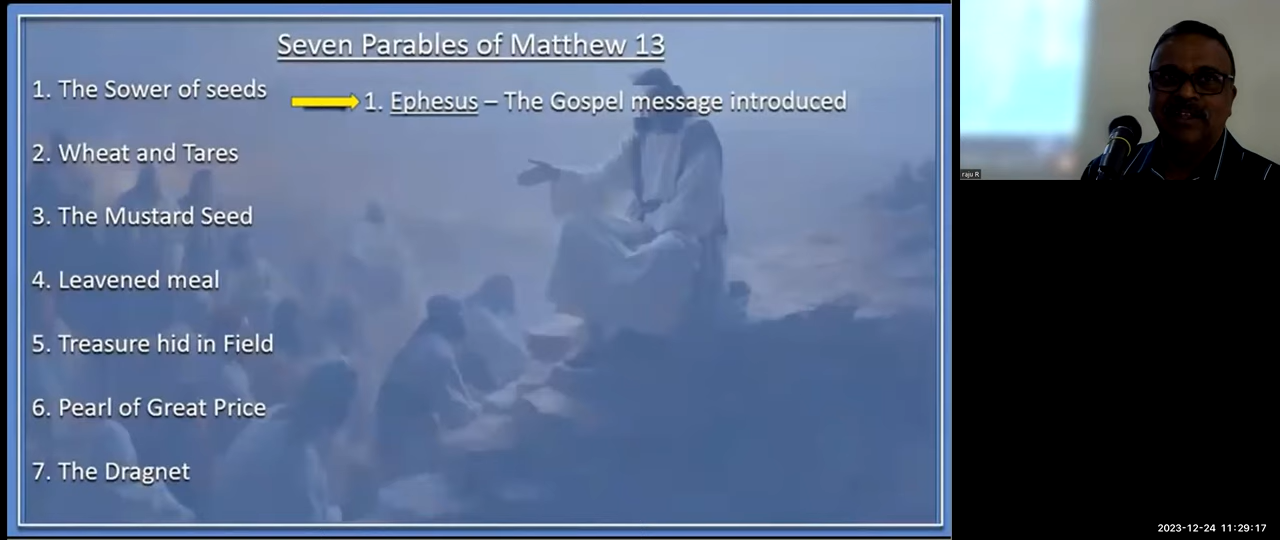 Seven Parables of Matthew 13
1. The Sower of seeds
1. Ephesus – The Gospel message introduced
2. Wheat and Tares
3. The Mustard Seed
4. Leavened meal
5. Treasure hid in Field
6. Pearl of Great Price
7. The Dragnet
raju R
2023-12-24 11:29:17